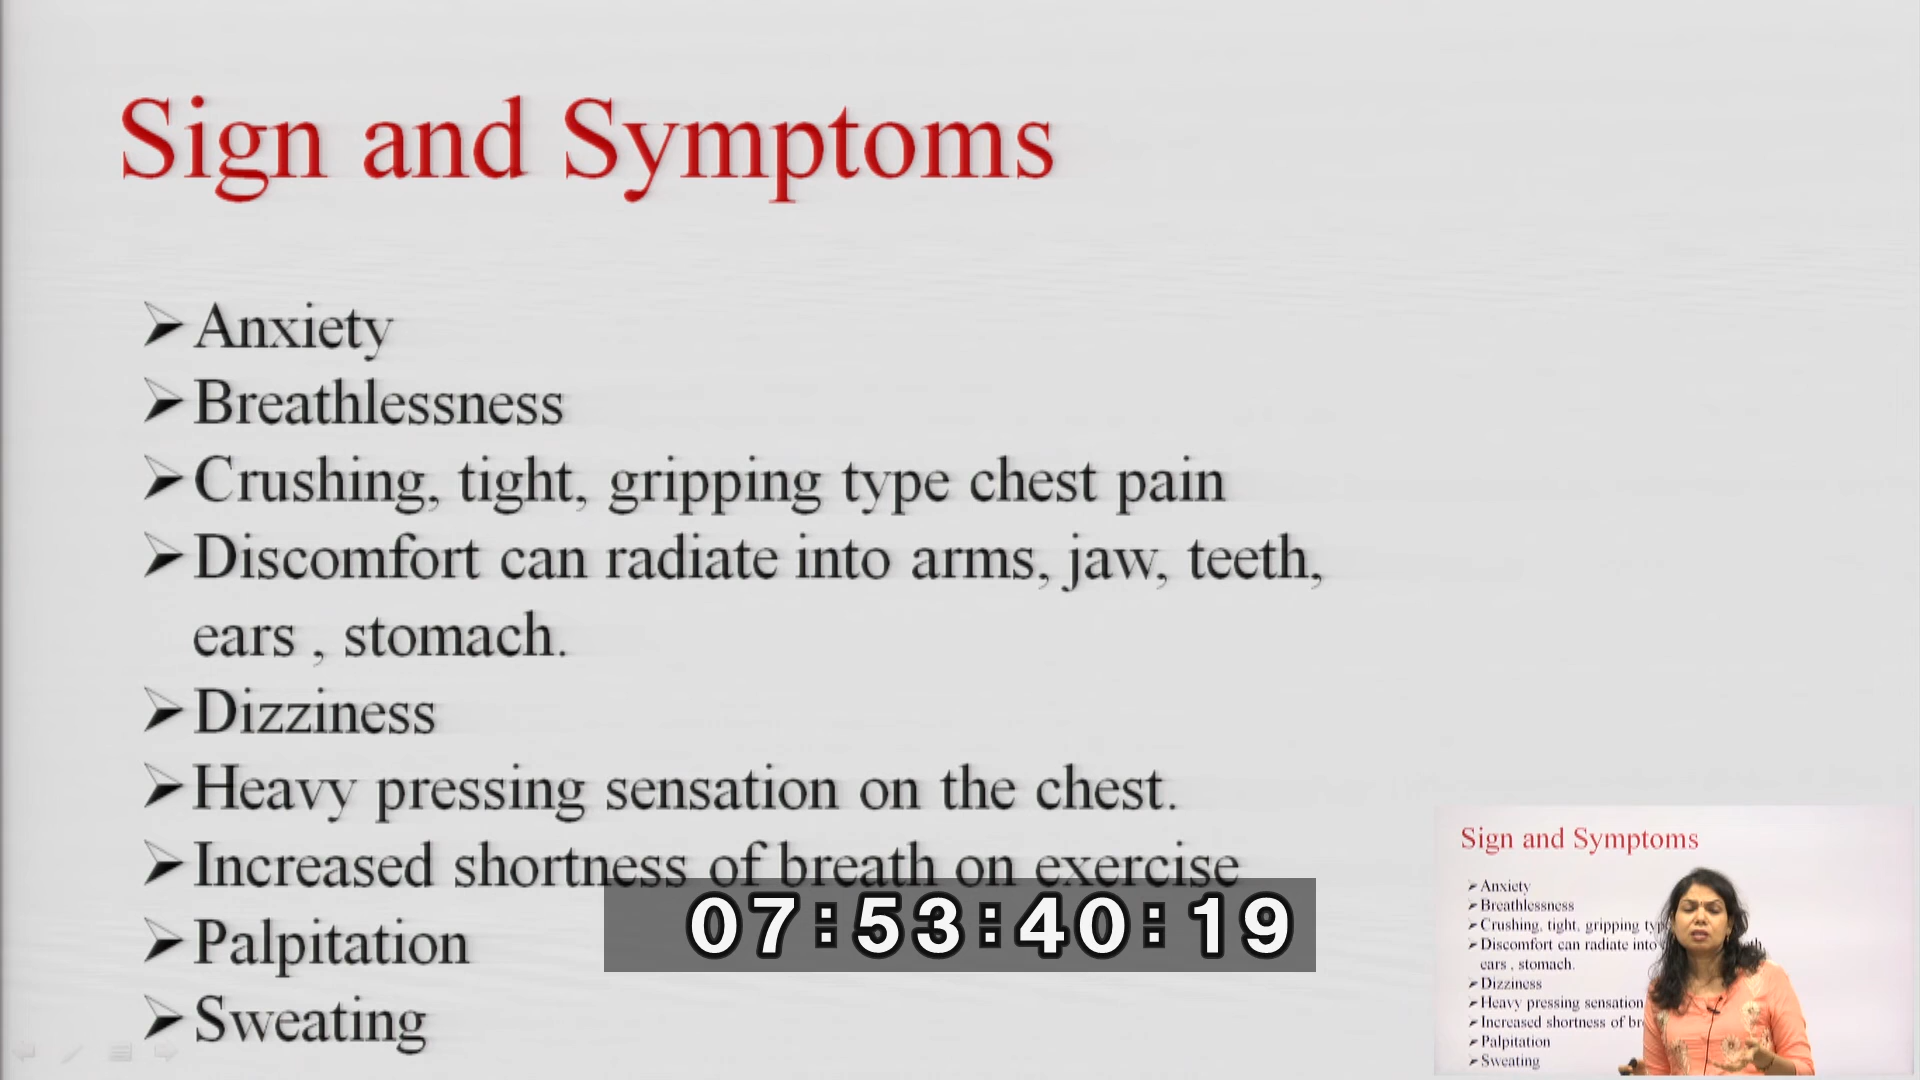 Sign and Symptoms
➢Anxiety
➢Breathlessness
➢Crushing, tight, gripping type chest pain
➢Discomfort can radiate into arms, jaw, teeth,
ears , stomach.
➢Dizziness
➢Heavy pressing sensation on the chest.
➢Increased shortness of breath on exercise
➢Palpitation
➢Sweating
07:53:40:19
Sign and Symptoms
➢Anxiety
➢Breathlessness
➢Crushing, tight, gripping
➢Discomfort can radiate into
ears , stomach.
➢Dizziness
➢Heavy pressing sensation
➢Increased shortness of
➢Palpitation
➢Sweating